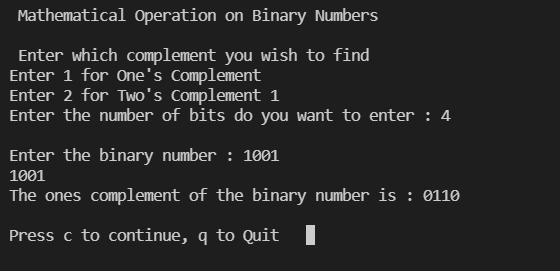 Mathematical Operation on Binary Numbers
Enter which complement you wish to find
Enter 1 for One's Complement
Enter 2 for Two's Complement 1
Enter the number of bits do you want to enter : 4
Enter the binary number : 1001
1001
The ones complement of the binary number is : 0110
Press c to continue, q to Quit